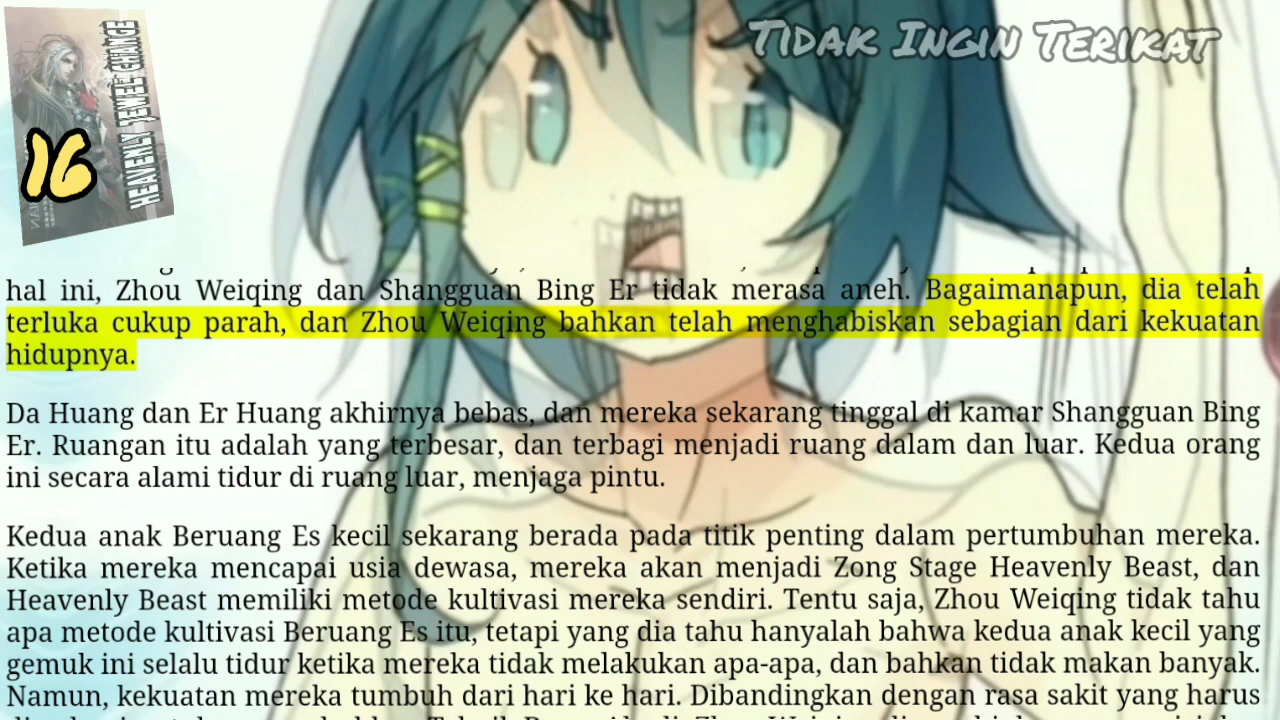 TIDAK INGIN TERIKAT
HEAVENLY JEWEL CHANGE
16
hal ini, Zhou Weiqing dan Shangguan Bing Er tidak merasa aneh. Bagaimanapun, dia telah
terluka cukup parah, dan Zhou Weiqing bahkan telah menghabiskan sebagian dari kekuatan
hidupnya.
Da Huang dan Er Huang akhirnya bebas, dan mereka sekarang tinggal di kamar Shangguan Bing
Er. Ruangan itu adalah yang terbesar, dan terbagi menjadi ruang dalam dan luar. Kedua orang
ini secara alami tidur di ruang luar, menjaga pintu.
Kedua anak Beruang Es kecil sekarang berada pada titik penting dalam pertumbuhan mereka.
Ketika mereka mencapai usia dewasa, mereka akan menjadi Zong Stage Heavenly Beast, dan
Heavenly Beast memiliki metode kultivasi mereka sendiri. Tentu saja, Zhou Weiqing tidak tahu
apa metode kultivasi Beruang Es itu, tetapi yang dia tahu hanyalah bahwa kedua anak kecil yang
gemuk ini selalu tidur ketika mereka tidak melakukan apa-apa, dan bahkan tidak makan banyak.
Namun, kekuatan mereka tumbuh dari hari ke hari. Dibandingkan dengan rasa sakit yang harus